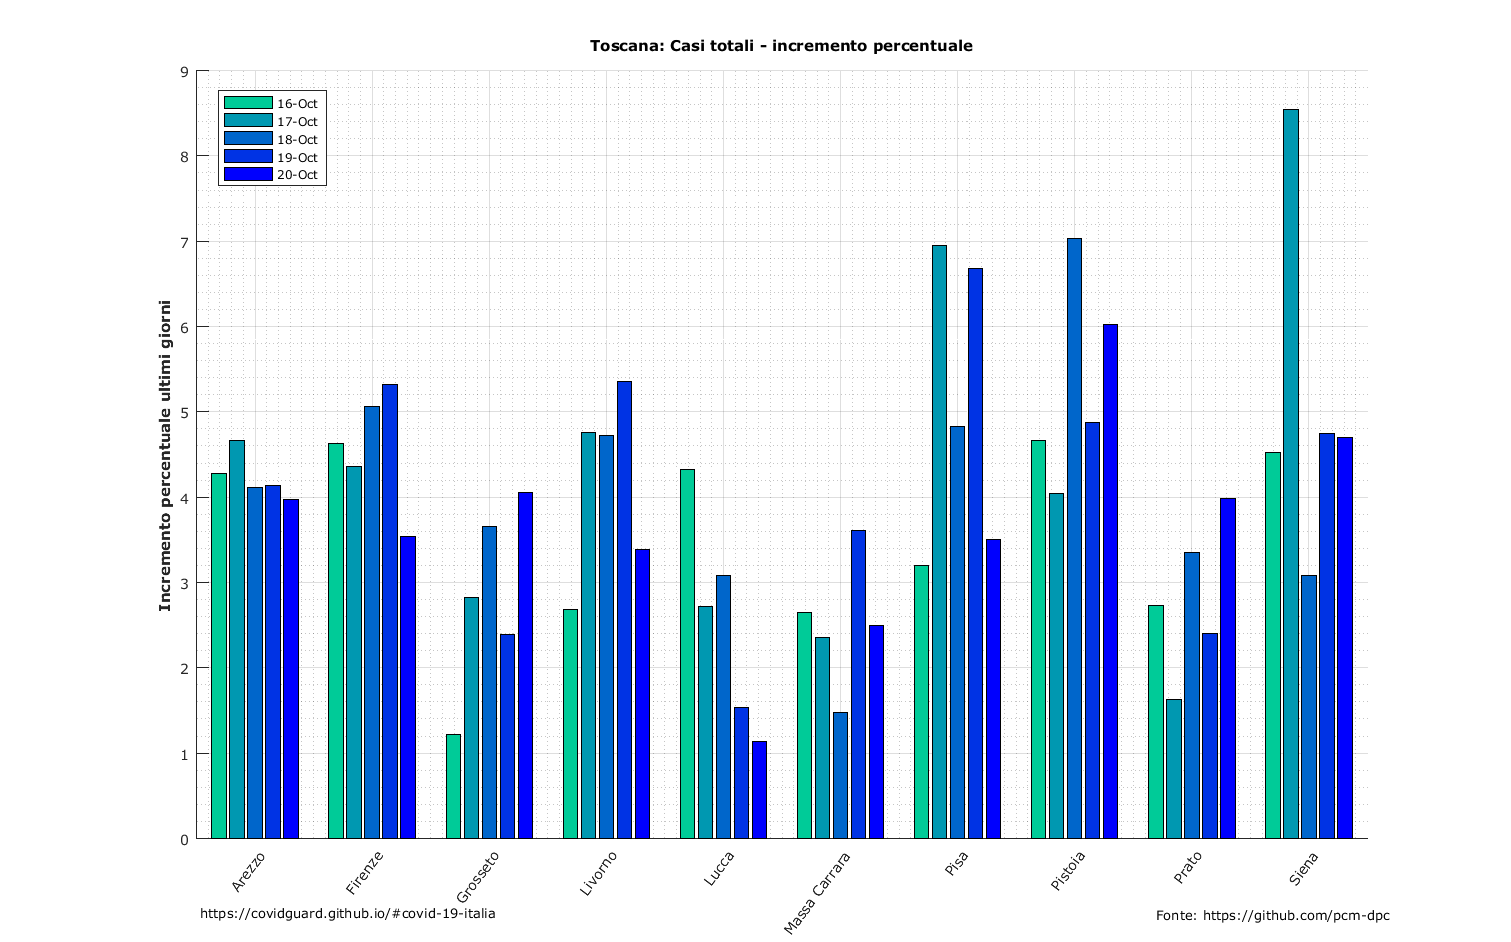 Toscana: Casi totali - incremento percentuale
9
8
7
6
5
4
3
2
1
0
Incremento percentuale ultimi giorni
16-Oct
17-Oct
18-Oct
19-Oct
20-Oct
Arezzo
Firenze
Grosseto
Livorno
Lucca
Massa Carrara
Pisa
Pistoia
Prato
Siena
https://covidguard.github.io/#covid-19-italia
Fonte: https://github.com/pcm-dpc